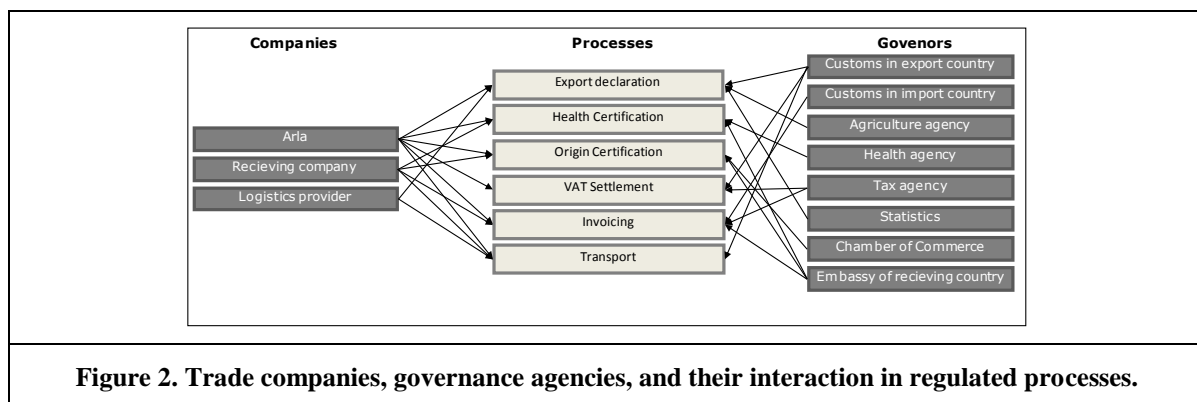 Companies
Processes
Govenors
Arla
Recieving company
Logistics provider
Export declaration
Health Certification
Origin Certification
VAT Settlement
Invoicing
Transport
Customs in export country
Customs in import country
Agriculture agency
Health agency
Tax agency
Statistics
Chamber of Commerce
Embassy of recieving country
Figure 2. Trade companies, governance agencies, and their interaction in regulated processes.